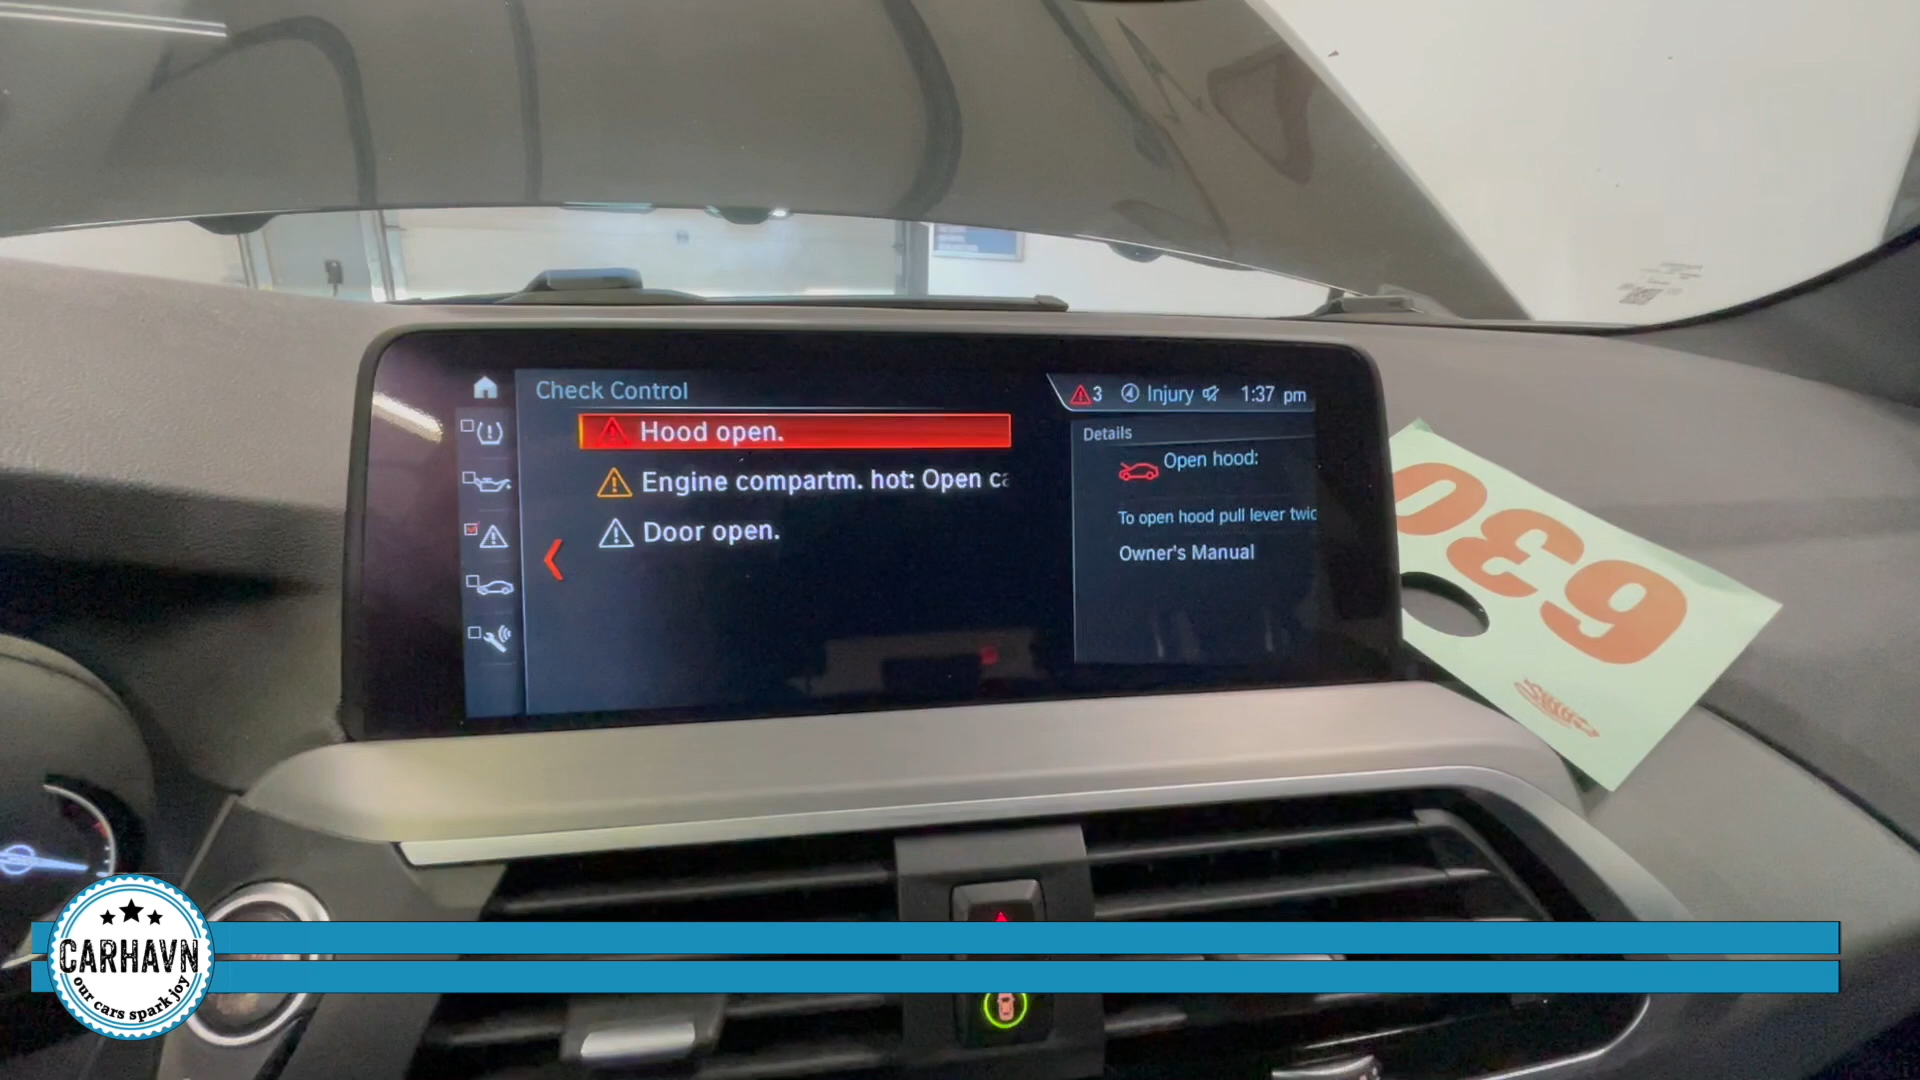 Check Control
3 Injury 1:37 pm
Hood open.
Engine compartm. hot: Open ca
Door open.
Details
Open hood:
To open hood pull lever twic
Owner's Manual
630
CARHAVN
our cars spark joy